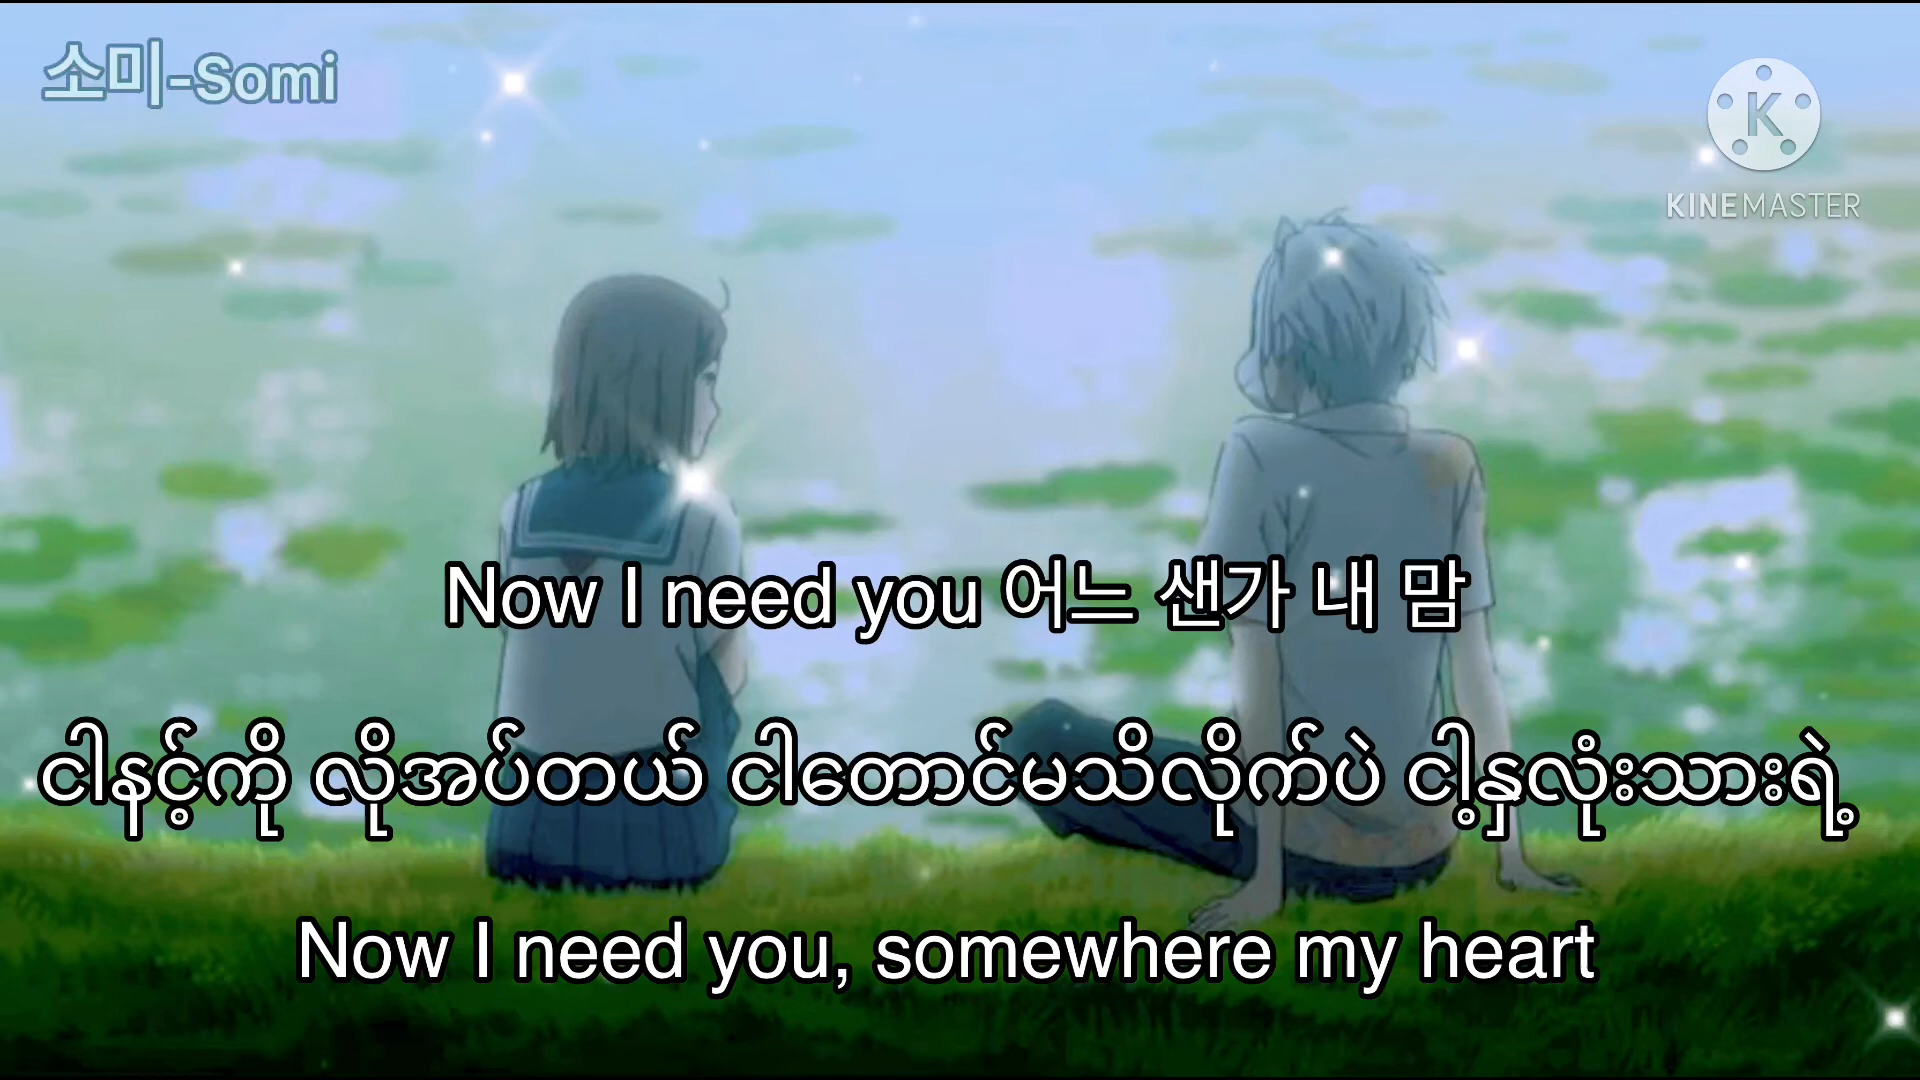 소미-Somi
K
KINEMASTER
Now I need you 어느 샌가 내 맘
ငါနင့်ကို လိုအပ်တယ် ငါတောင်မသိလိုက်ပဲ ငါ့နှလုံးသားရဲ့
Now I need you, somewhere my heart